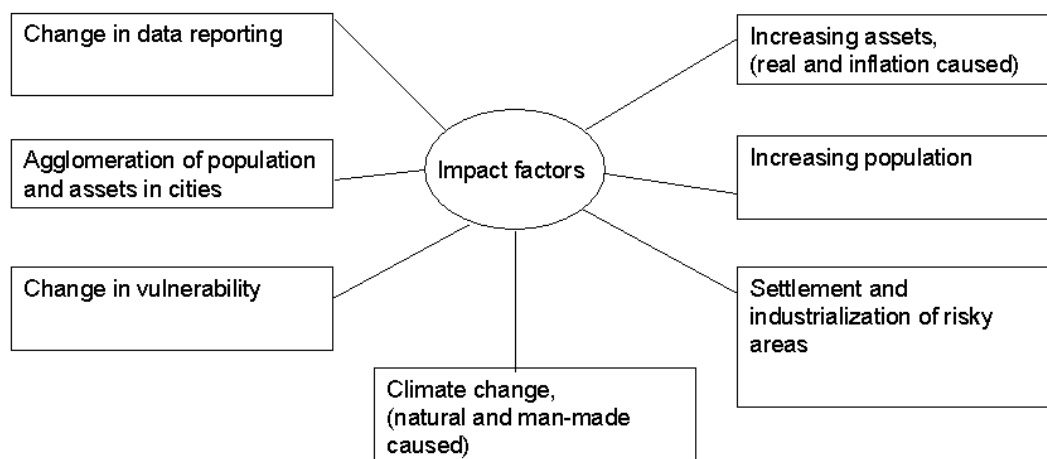 Change in data reporting
Increasing assets,
(real and inflation caused)
Agglomeration of population
and assets in cities
Impact factors
Increasing population
Change in vulnerability
Settlement and
industrialization of risky
areas
Climate change,
(natural and man-made
caused)